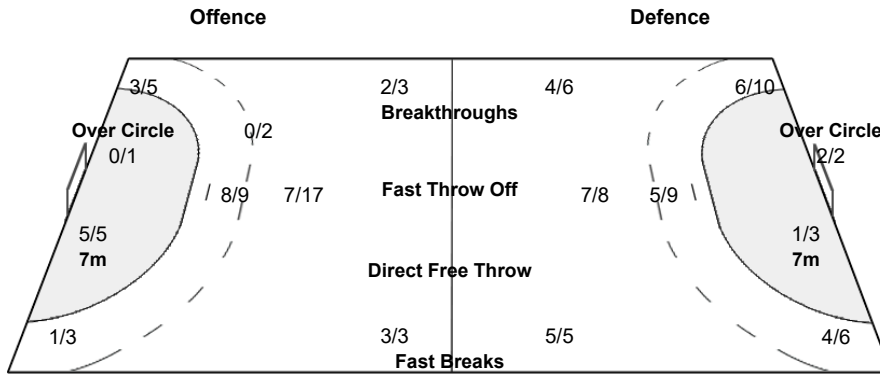 Offence Defence
3/5 2/3 4/6 6/10
Breakthroughs
Over Circle 0/2 Over Circle
0/1 2/2
8/9 7/17 Fast Throw Off 7/8 5/9
5/5 1/3
7m 7m
Direct Free Throw
1/3 3/3 5/5 4/6
Fast Breaks